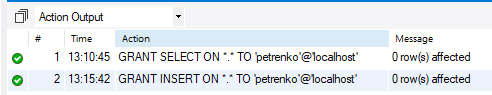 Action Output
# Time Action Message
1 13:10:45 GRANT SELECT ON *.* TO 'petrenko'@'localhost' 0 row(s) affected
2 13:15:42 GRANT INSERT ON *.* TO 'petrenko'@'localhost' 0 row(s) affected